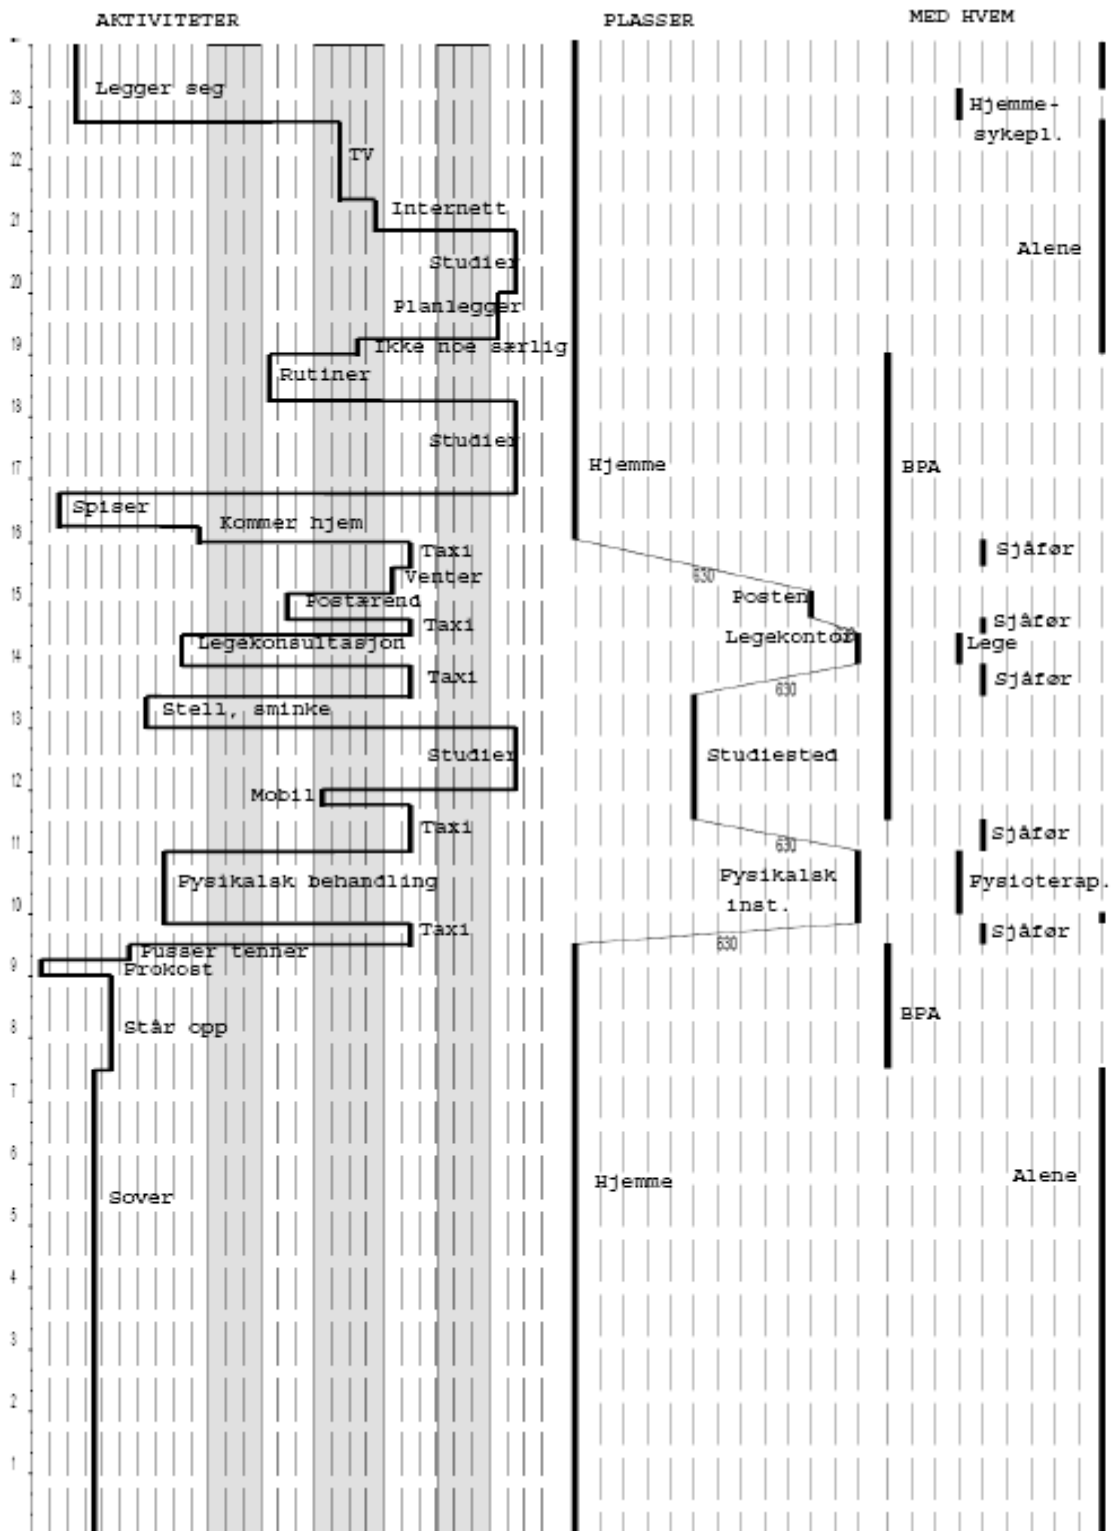 AKTIVITETER
PLASSER
MED HVEM
Legger seg
23
Hjemme-
sykepl.
TV
22
Internett
21
Alene
Studier
20
Planlegger
Ikke noe særlig
19
Rutiner
18
Studier
Hjemme
BPA
17
Spiser
Kommer hjem
16
Taxi
Sjåfør
Venter
630
15
Postærend
Posten
Taxi
Sjåfør
Legekonsultasjon
Legekontor
Lege
14
Taxi
Sjåfør
630
13
Stell, sminke
Studier
Studiested
12
Mobil
Taxi
Sjåfør
11
630
Fysikalsk behandling
Fysikalsk
inst.
Fysioterap.
10
Taxi
Sjåfør
630
Pusser tenner
9
Frokost
Står opp
8
BPA
7
6
Hjemme
Alene
Sover
5
4
3
2
1